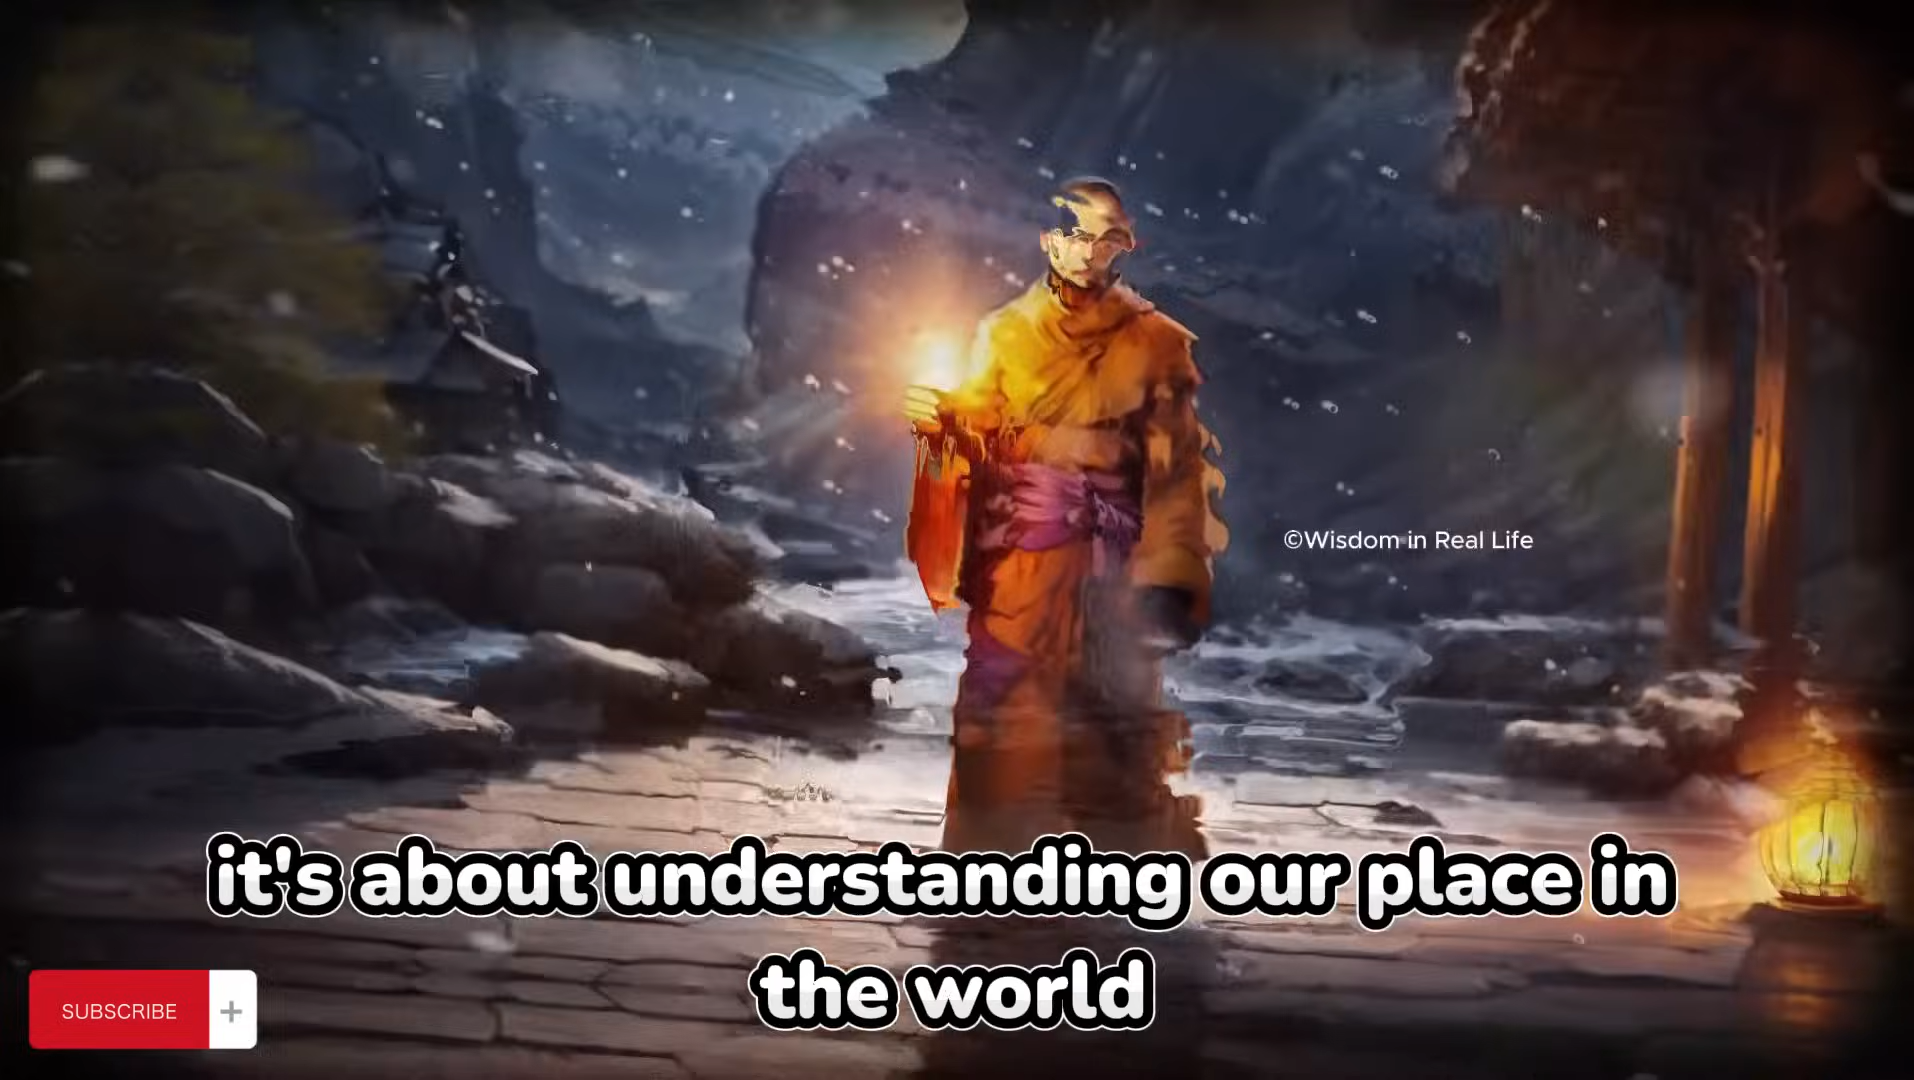 ©Wisdom in Real Life
it's about understanding our place in
the world
SUBSCRIBE +